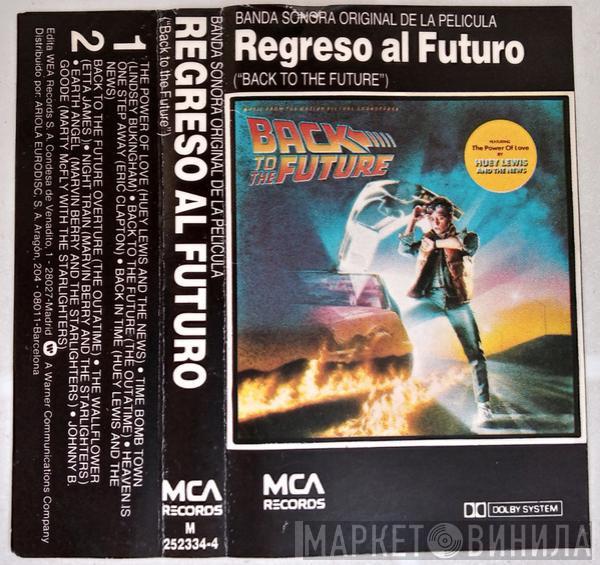 BANDA SONORA ORIGINAL DE LA PELICULA
Regreso al Futuro
("BACK TO THE FUTURE")
MUSIC FROM THE MOTION PICTURE SOUNDTRACK
BACK
TO THE
FUTURE
FEATURING
The Power Of Love
BY
HUEY LEWIS
AND THE NEWS
MCA
RECORDS
DOLBY SYSTEM
BANDA SONORA ORIGINAL DE LA PELICULA
REGRESO AL FUTURO
("Back to the Future")
MCA
RECORDS
M
252334-4
1
THE POWER OF LOVE (HUEY LEWIS AND THE NEWS) • TIME BOMB TOWN
(LINDSEY BUKINGHAM) • BACK TO THE FUTURE (THE OUTATIME) • HEAVEN IS
ONE STEP AWAY (ERIC CLAPTON) • BACK IN TIME (HUEY LEWIS AND THE
NEWS)
2
BACK TO THE FUTURE OVERTURE (THE OUTATIME) • THE WALLFLOWER
(ETTA JAMES) • NIGHT TRAIN (MARVIN BERRY AND THE STARLIGHTERS)
• EARTH ANGEL (MARVIN BERRY AND THE STARLIGHTERS) • JOHNNY B.
GOODE (MARTY McFLY WITH THE STARLIGHTERS)
Edita WEA Records S. A. Condesa de Venadito, 1 - 28027-Madrid A Warner Communications Company
Distribuido por: ARIOLA EURODISC, S. A. Aragón, 204 - 08011-Barcelona
МАРКЕТ ВИНИЛА